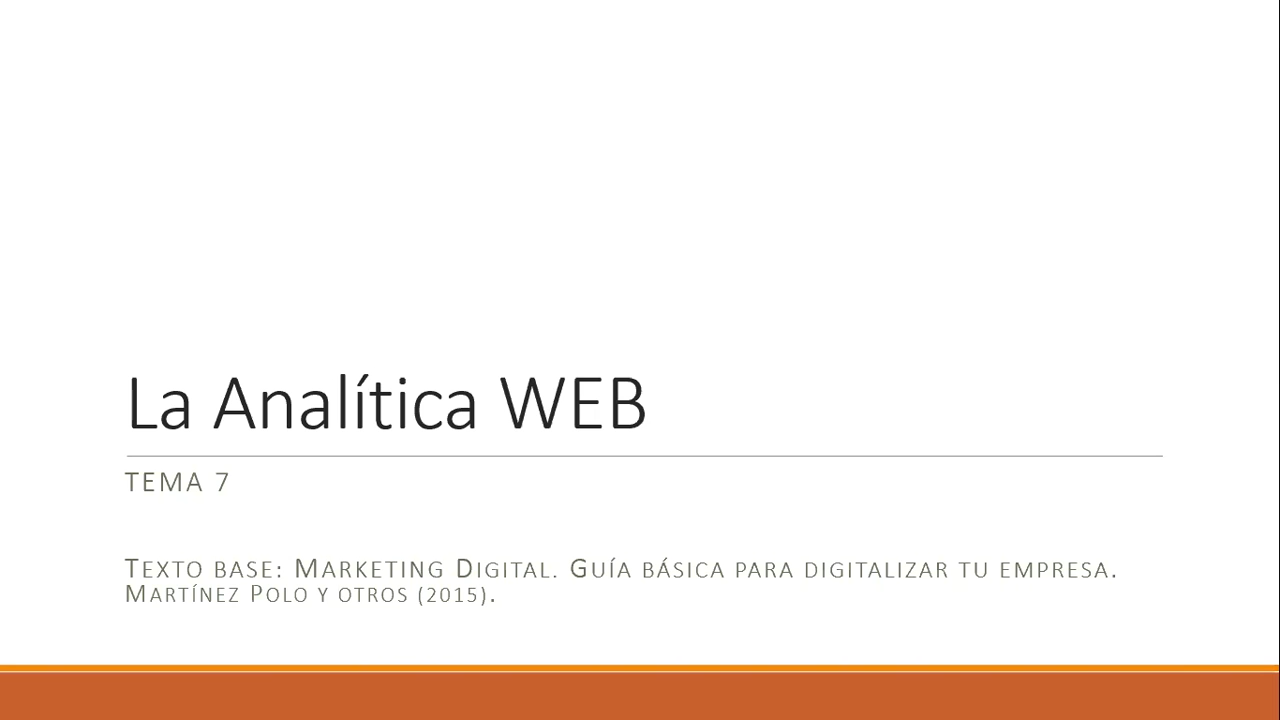 La Analítica WEB
TEMA 7
TEXTO BASE: MARKETING DIGITAL. GUÍA BÁSICA PARA DIGITALIZAR TU EMPRESA.
MARTÍNEZ POLO Y OTROS (2015).